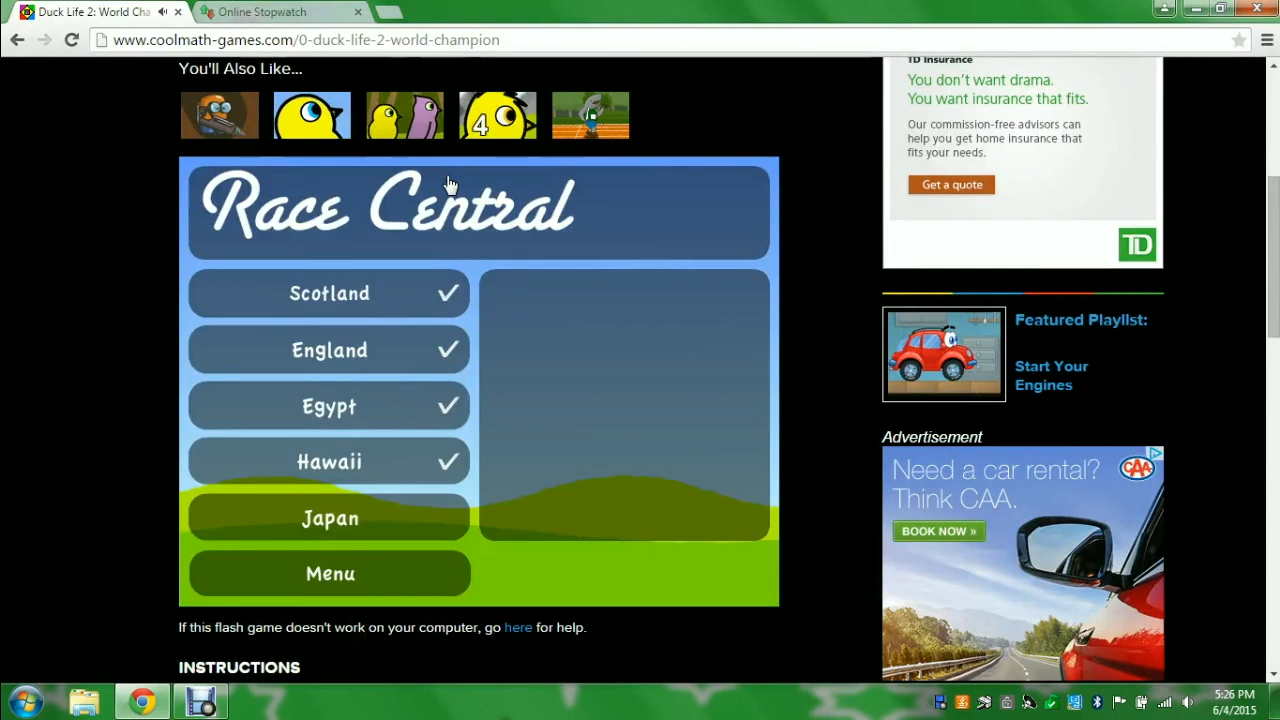 Duck Life 2: World Cha
Online Stopwatch
www.coolmath-games.com/0-duck-life-2-world-champion
You'll Also Like...
4
Race Central
Scotland
England
Egypt
Hawaii
Japan
Menu
If this flash game doesn't work on your computer, go here for help.
INSTRUCTIONS
TD Insurance
You don't want drama.
You want insurance that fits.
Our commission-free advisors can
help you get home insurance that
fits your needs.
Get a quote
TD
Featured Playlist:
Start Your
Engines
Advertisement
Need a car rental?
Think CAA.
CAA
BOOK NOW »
5:26 PM
6/4/2015